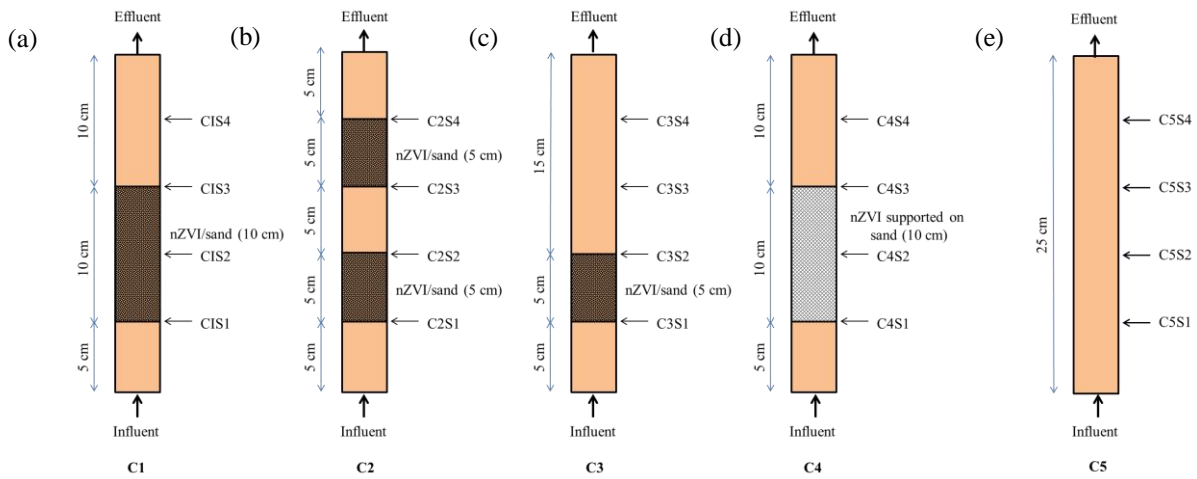 (a)
Effluent
10 cm
10 cm
5 cm
CIS4
CIS3
nZVI/sand (10 cm)
CIS2
CIS1
Influent
C1
(b)
Effluent
5 cm
5 cm
5 cm
5 cm
5 cm
C2S4
nZVI/sand (5 cm)
C2S3
C2S2
nZVI/sand (5 cm)
C2S1
Influent
C2
(c)
Effluent
15 cm
5 cm
5 cm
C3S4
C3S3
C3S2
nZVI/sand (5 cm)
C3S1
Influent
C3
(d)
Effluent
10 cm
10 cm
5 cm
C4S4
C4S3
nZVI supported on
sand (10 cm)
C4S2
C4S1
Influent
C4
(e)
Effluent
25 cm
C5S4
C5S3
C5S2
C5S1
Influent
C5